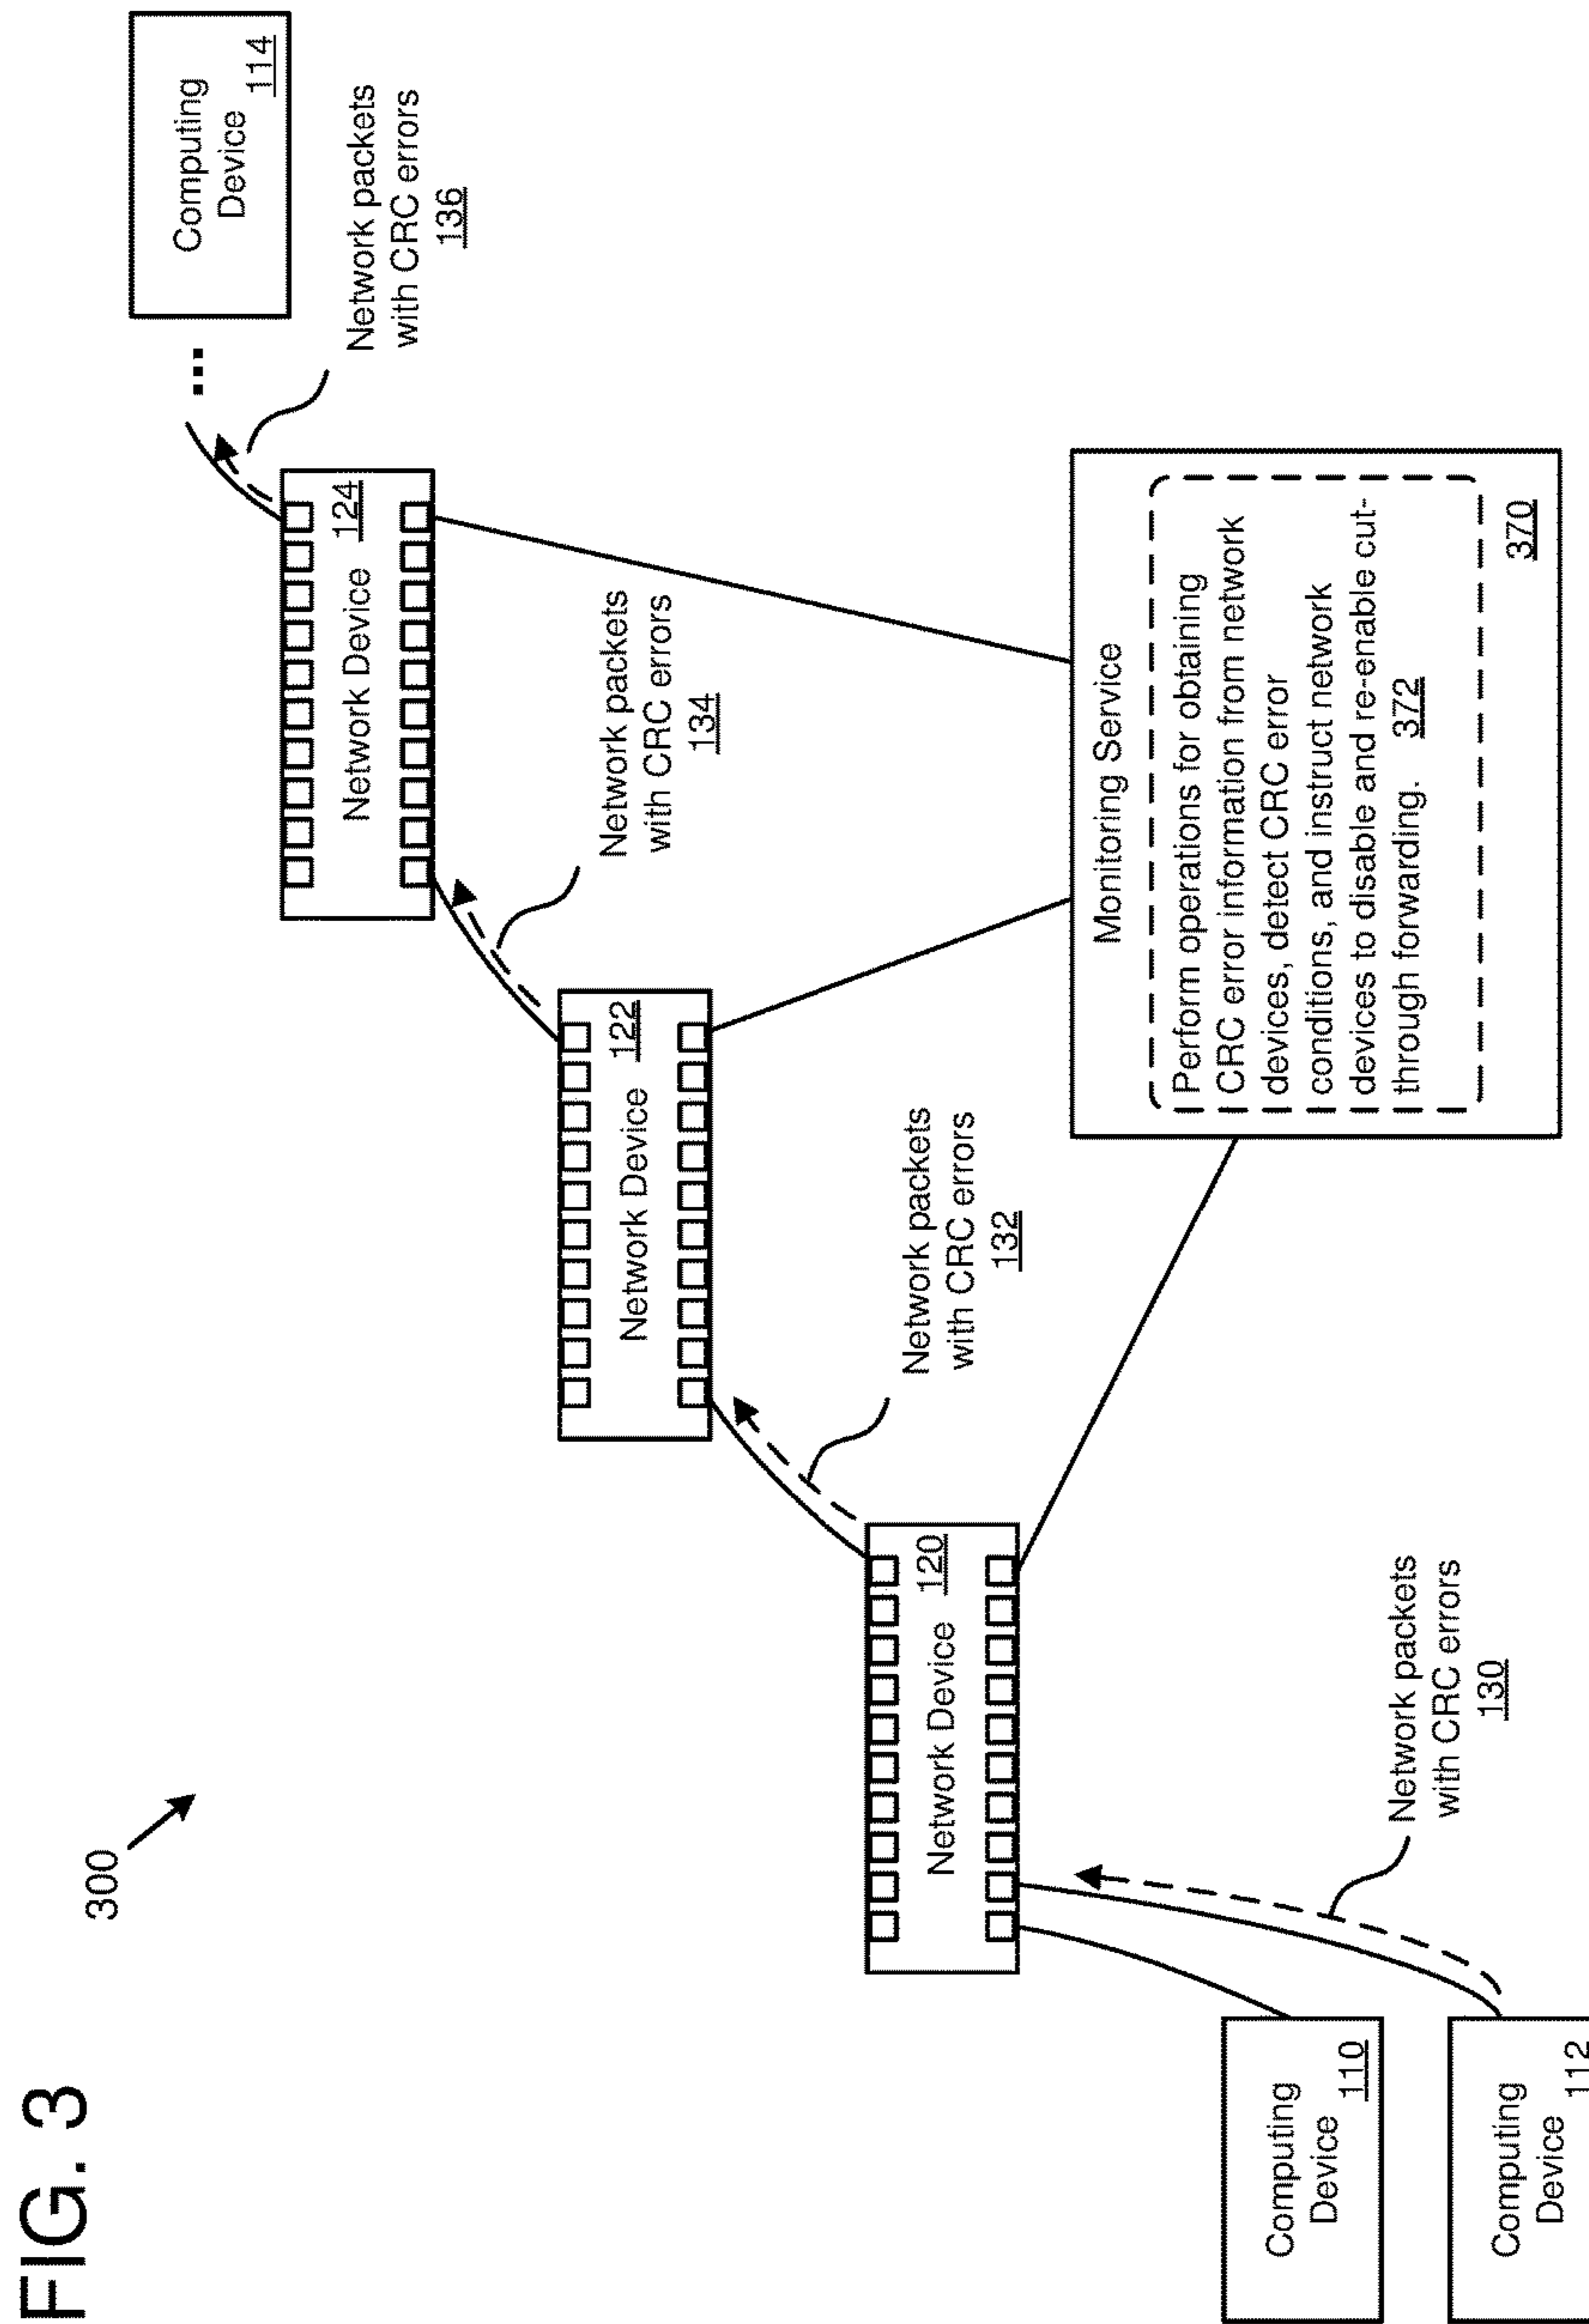 FIG. 3
300
Computing
Device
114
Network packets
with CRC errors
136
Network Device
124
Network packets
with CRC errors
134
Network Device
122
Network packets
with CRC errors
132
Network Device
120
Network packets
with CRC errors
130
Computing
Device
110
Computing
Device
112
Monitoring Service
Perform operations for obtaining
CRC error information from network
devices, detect CRC error
conditions, and instruct network
devices to disable and re-enable cut-
through forwarding.
372
370